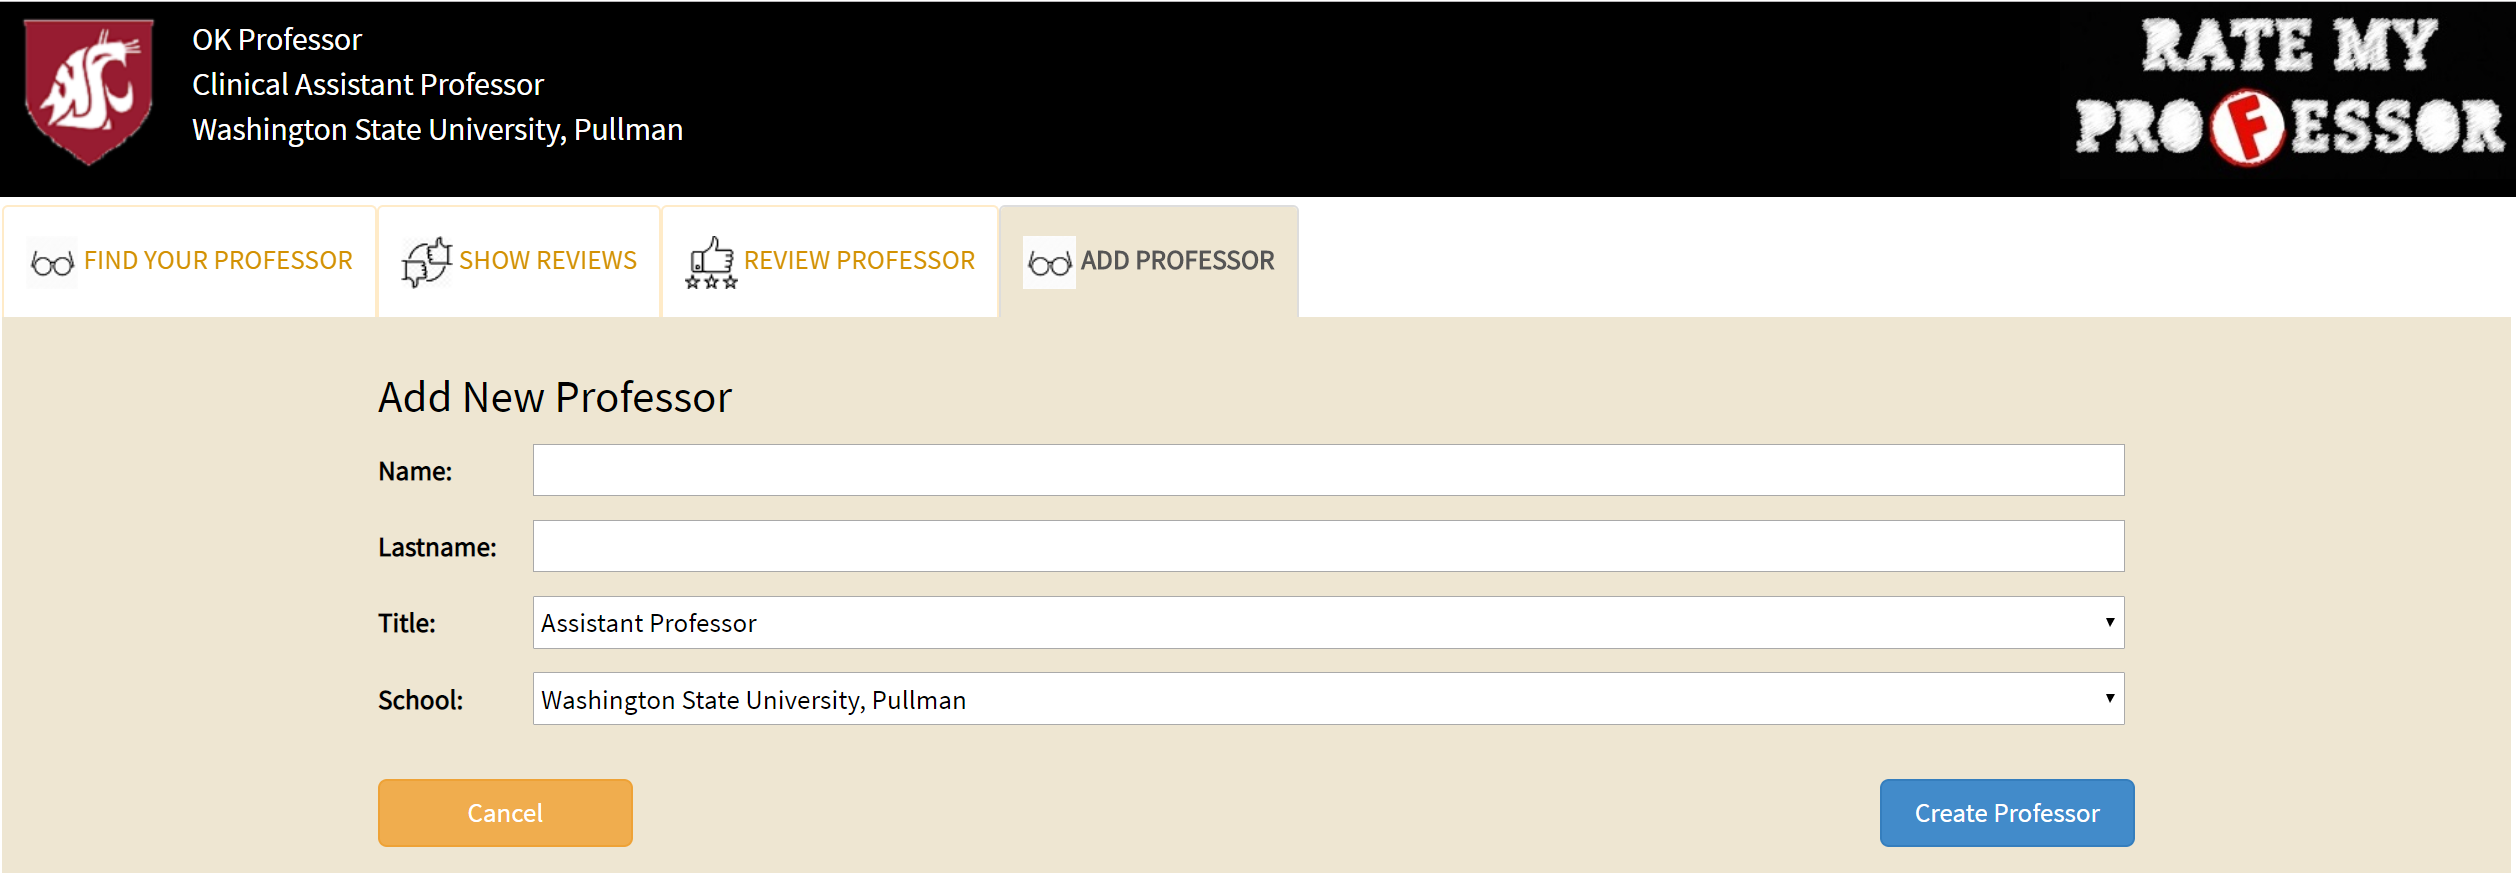 OK Professor
Clinical Assistant Professor
Washington State University, Pullman
RATE MY
PROFESSOR
FIND YOUR PROFESSOR
SHOW REVIEWS
REVIEW PROFESSOR
ADD PROFESSOR
Add New Professor
Name:
Lastname:
Title:
Assistant Professor
School:
Washington State University, Pullman
Cancel
Create Professor